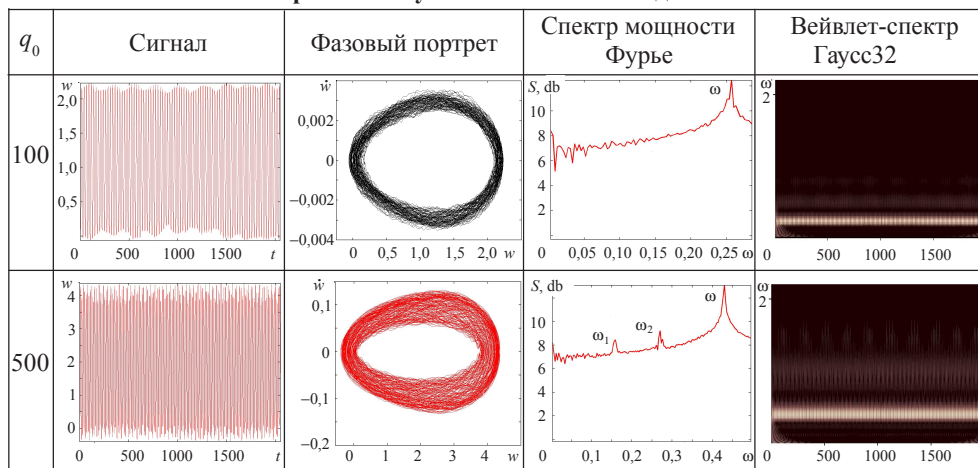 q₀
Сигнал
Фазовый портрет
Спектр мощности
Фурье
Вейвлет-спектр
Гаусс32
100
w
2,0
1,5
1,0
0,5
0
500
1000
1500
t
ẇ
0,002
0
−0,002
−0,004
0
1,0
1,0
2,0
w
S, db
ω
10
8
6
4
2
0
0,05
0,10
0,15
0,20
0,25
ω
ω
2
0
500
1000
1500
500
w
4
3
2
1
0
0
500
1000
1500
t
ẇ
0,1
0
−0,1
−0,2
0
1
2
3
4
w
S, db
ω
ω₁
ω₂
10
8
6
4
2
0
0,1
0,2
0,3
0,4
ω
ω
2
0
500
1000
1500